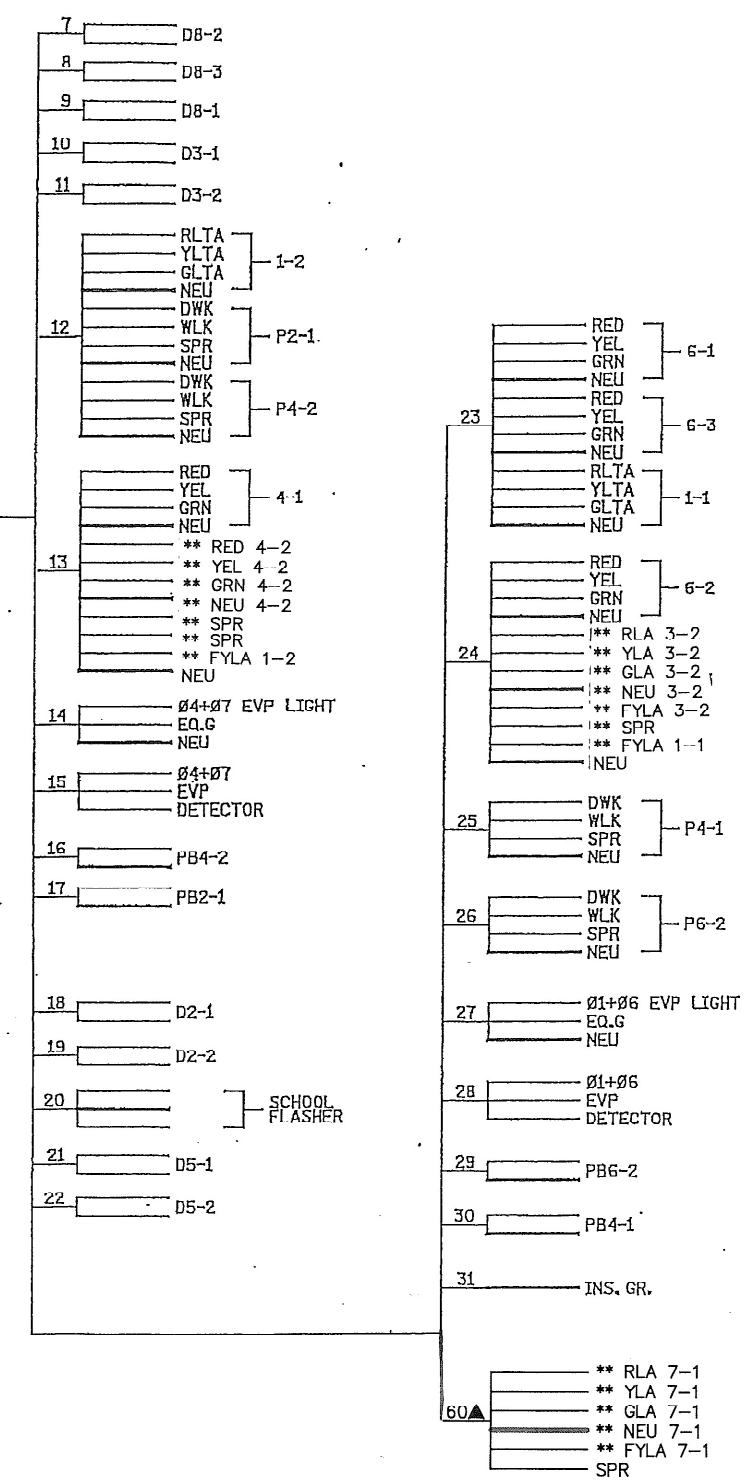 7 D8-2
8 D8-3
9 D8-1
10 D3-1
11 D3-2
12
RLTA
YLTA
GLTA
NEU
1-2
DWK
WLK
SPR
NEU
P2-1
DWK
WLK
SPR
NEU
P4-2
13
RED
YEL
GRN
NEU
4-1
** RED 4-2
** YEL 4-2
** GRN 4-2
** NEU 4-2
** SPR
** SPR
** FYLA 1-2
NEU
14
Ø4+Ø7 EVP LIGHT
EQ.G
NEU
15
Ø4+Ø7
EVP
DETECTOR
16 PB4-2
17 PB2-1
18 D2-1
19 D2-2
20 SCHOOL
FLASHER
21 D5-1
22 D5-2
23
RED
YEL
GRN
NEU
6-1
RED
YEL
GRN
NEU
6-3
RLTA
YLTA
GLTA
NEU
1-1
24
RED
YEL
GRN
NEU
6-2
** RLA 3-2
** YLA 3-2
** GLA 3-2
** NEU 3-2
** FYLA 3-2
** SPR
** FYLA 1-1
NEU
25
DWK
WLK
SPR
NEU
P4-1
26
DWK
WLK
SPR
NEU
P6-2
27
Ø1+Ø6 EVP LIGHT
EQ.G
NEU
28
Ø1+Ø6
EVP
DETECTOR
29 PB6-2
30 PB4-1
31 INS. GR.
60▲
** RLA 7-1
** YLA 7-1
** GLA 7-1
** NEU 7-1
** FYLA 7-1
SPR